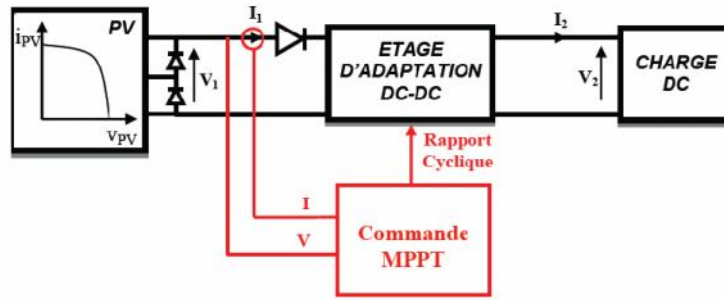 PV
iPV
vPV
I1
V1
ETAGE
D'ADAPTATION
DC-DC
I2
V2
CHARGE
DC
Rapport
Cyclique
I
V
Commande
MPPT